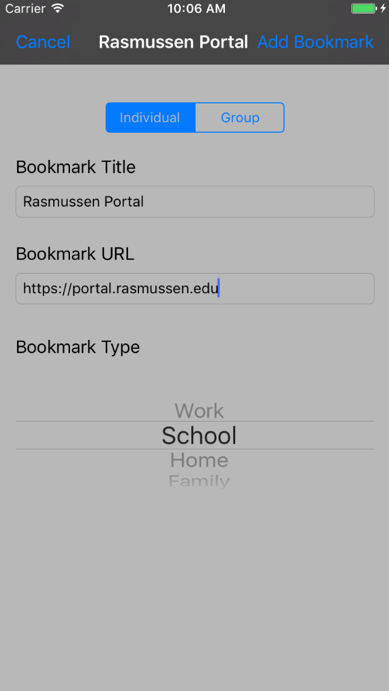 Carrier 10:06 AM
Cancel Rasmussen Portal Add Bookmark
Individual Group
Bookmark Title
Rasmussen Portal
Bookmark URL
https://portal.rasmussen.edu
Bookmark Type
Work
School
Home
Family